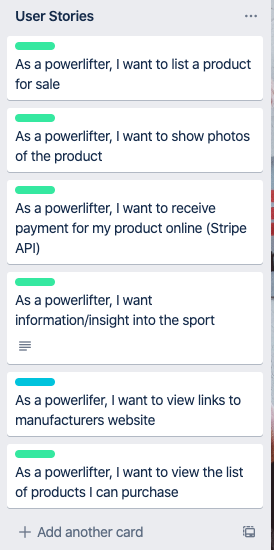 User Stories
As a powerlifter, I want to list a product
for sale
As a powerlifter, I want to show photos
of the product
As a powerlifter, I want to receive
payment for my product online (Stripe
API)
As a powerlifter, I want
information/insight into the sport
As a powerlifer, I want to view links to
manufacturers website
As a powerlifter, I want to view the list
of products I can purchase
+ Add another card